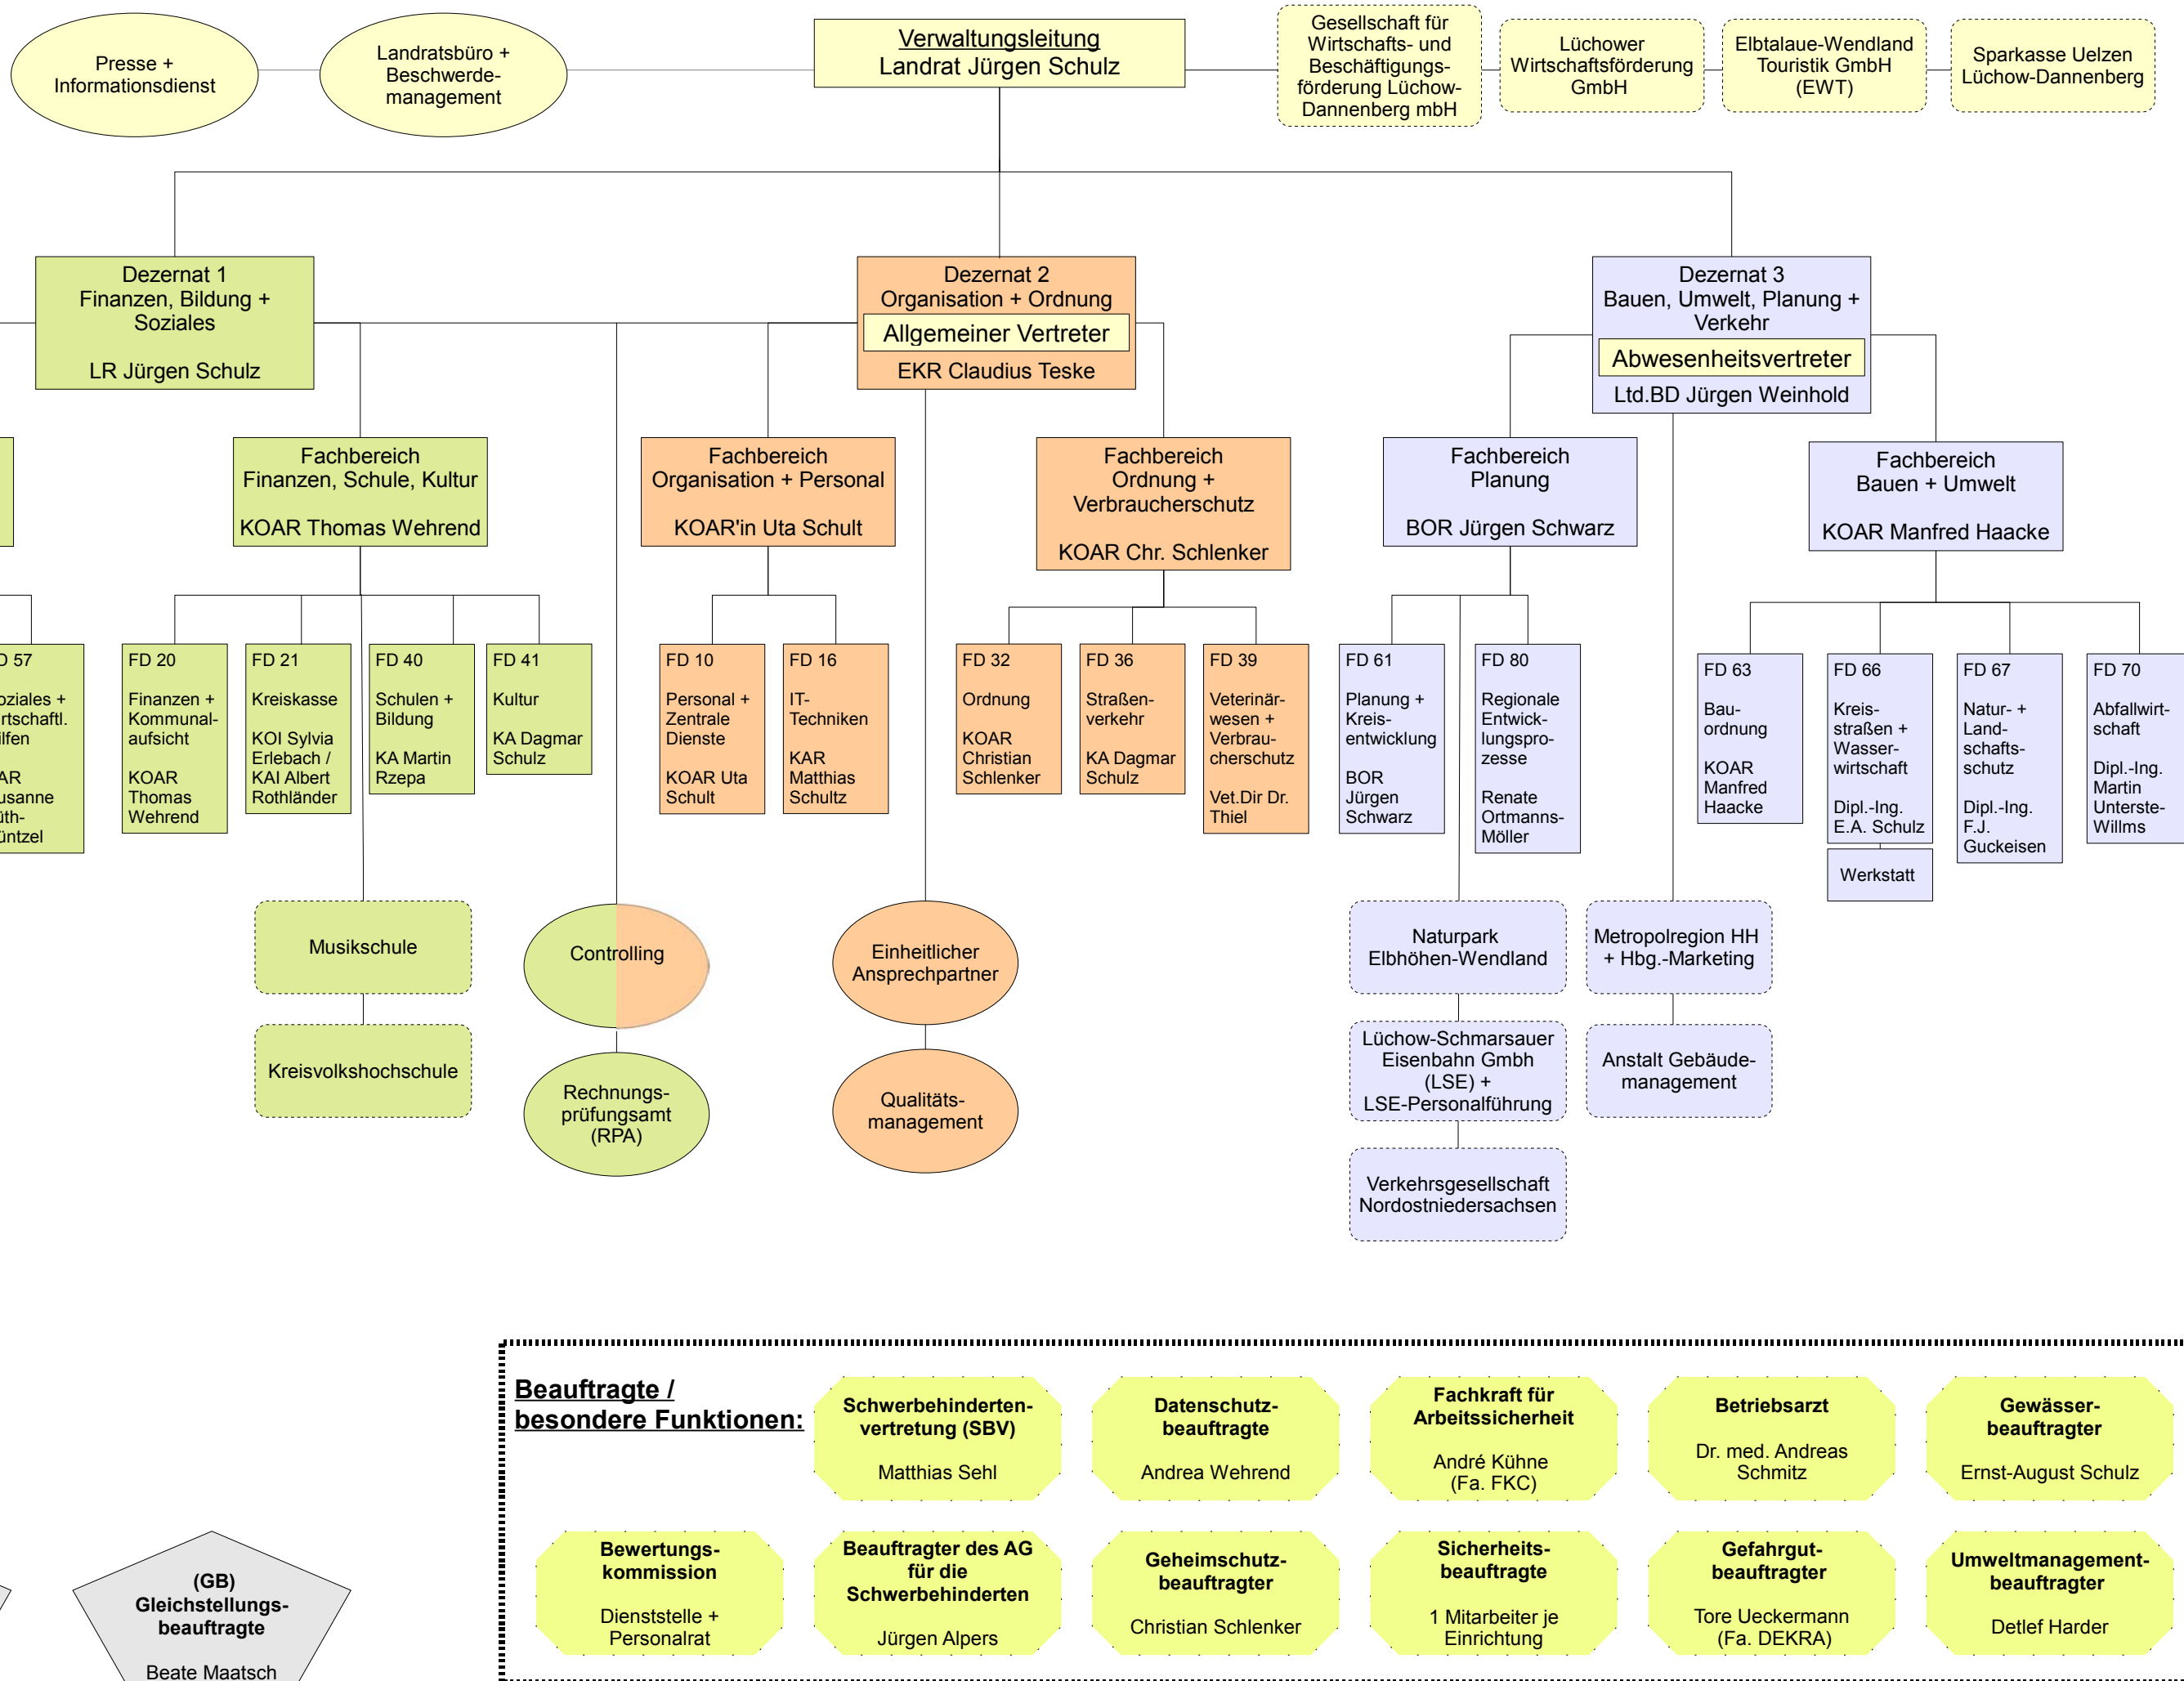 Presse +
Informationsdienst
Landratsbüro +
Beschwerde-
management
Verwaltungsleitung
Landrat Jürgen Schulz
Gesellschaft für
Wirtschafts- und
Beschäftigungs-
förderung Lüchow-
Dannenberg mbH
Lüchower
Wirtschaftsförderung
GmbH
Elbtalaue-Wendland
Touristik GmbH
(EWT)
Sparkasse Uelzen
Lüchow-Dannenberg
Dezernat 1
Finanzen, Bildung +
Soziales
LR Jürgen Schulz
Dezernat 2
Organisation + Ordnung
Allgemeiner Vertreter
EKR Claudius Teske
Dezernat 3
Bauen, Umwelt, Planung +
Verkehr
Abwesenheitsvertreter
Ltd.BD Jürgen Weinhold
Fachbereich
Finanzen, Schule, Kultur
KOAR Thomas Wehrend
Fachbereich
Organisation + Personal
KOAR'in Uta Schult
Fachbereich
Ordnung +
Verbraucherschutz
KOAR Chr. Schlenker
Fachbereich
Planung
BOR Jürgen Schwarz
Fachbereich
Bauen + Umwelt
KOAR Manfred Haacke
57
FD 20
Finanzen +
Kommunal-
aufsicht
KOAR
Thomas
Wehrend
FD 21
Kreiskasse
KOI Sylvia
Erlebach /
KAI Albert
Rothländer
FD 40
Schulen +
Bildung
KA Martin
Rzepa
FD 41
Kultur
KA Dagmar
Schulz
FD 10
Personal +
Zentrale
Dienste
KOAR Uta
Schult
FD 16
IT-
Techniken
KAR
Matthias
Schultz
FD 32
Ordnung
KOAR
Christian
Schlenker
FD 36
Straßen-
verkehr
KA Dagmar
Schulz
FD 39
Veterinär-
wesen +
Verbrau-
cherschutz
Vet.Dir Dr.
Thiel
FD 61
Planung +
Kreis-
entwicklung
BOR
Jürgen
Schwarz
FD 80
Regionale
Entwick-
lungspro-
zesse
Renate
Ortmanns-
Möller
FD 63
Bau-
ordnung
KOAR
Manfred
Haacke
FD 66
Kreis-
straßen +
Wasser-
wirtschaft
Dipl.-Ing.
E.A. Schulz
Werkstatt
FD 67
Natur- +
Land-
schafts-
schutz
Dipl.-Ing.
F.J.
Guckeisen
FD 70
Abfallwirt-
schaft
Dipl.-Ing.
Martin
Unterste-
Willms
Musikschule
Kreisvolkshochschule
Controlling
Rechnungs-
prüfungsamt
(RPA)
Einheitlicher
Ansprechpartner
Qualitäts-
management
Naturpark
Elbhöhen-Wendland
Lüchow-Schmarsauer
Eisenbahn Gmbh
(LSE) +
LSE-Personalführung
Verkehrsgesellschaft
Nordostniedersachsen
Metropolregion HH
+ Hbg.-Marketing
Anstalt Gebäude-
management
Beauftragte /
besondere Funktionen:
Schwerbehinderten-
vertretung (SBV)
Matthias Sehl
Datenschutz-
beauftragte
Andrea Wehrend
Fachkraft für
Arbeitssicherheit
André Kühne
(Fa. FKC)
Betriebsarzt
Dr. med. Andreas
Schmitz
Gewässer-
beauftragter
Ernst-August Schulz
Bewertungs-
kommission
Dienststelle +
Personalrat
Beauftragter des AG
für die
Schwerbehinderten
Jürgen Alpers
Geheimschutz-
beauftragter
Christian Schlenker
Sicherheits-
beauftragte
1 Mitarbeiter je
Einrichtung
Gefahrgut-
beauftragter
Tore Ueckermann
(Fa. DEKRA)
Umweltmanagement-
beauftragter
Detlef Harder
(GB)
Gleichstellungs-
beauftragte
Beate Maatsch